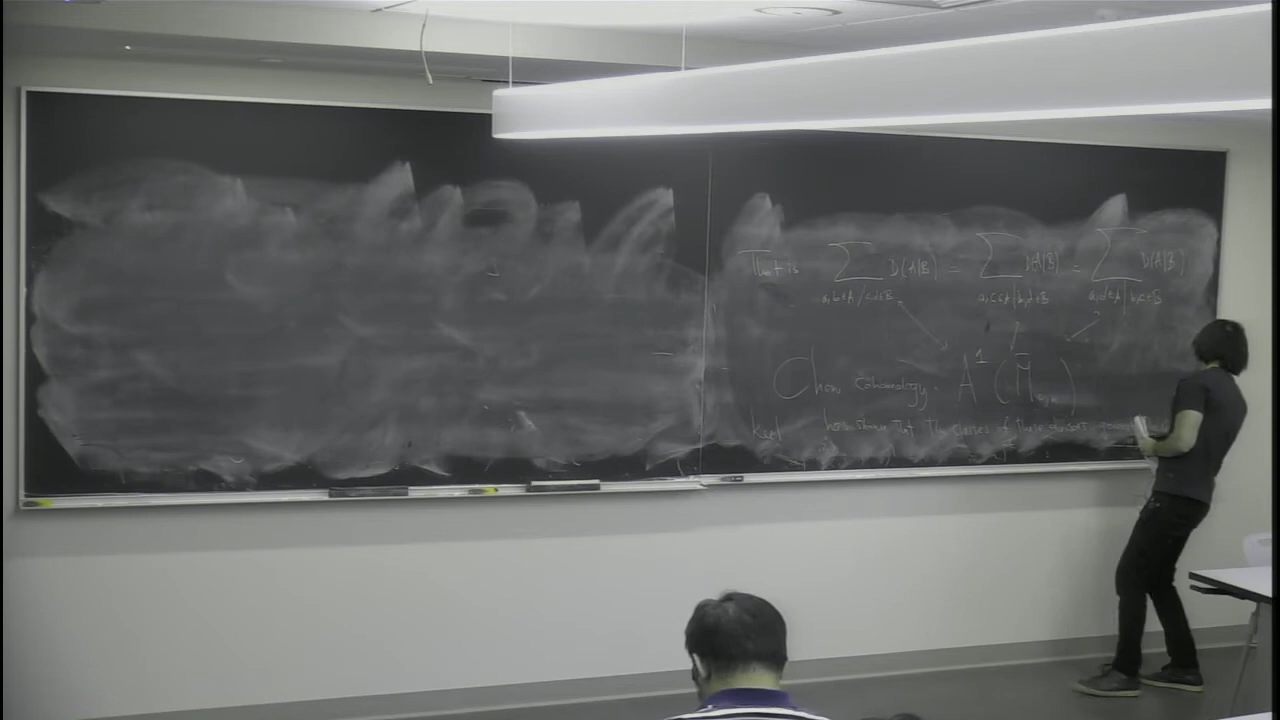 That is ∑ D(A|B) = ∑ D(A|B) = ∑ D(A|B)
a,b∈A / c,d∈B a,c∈A | b,d∈B a,d∈A | b,c∈B
Chow Cohomology. A¹(M̄₀,ₙ)
keel has shown that the classes of these divisors